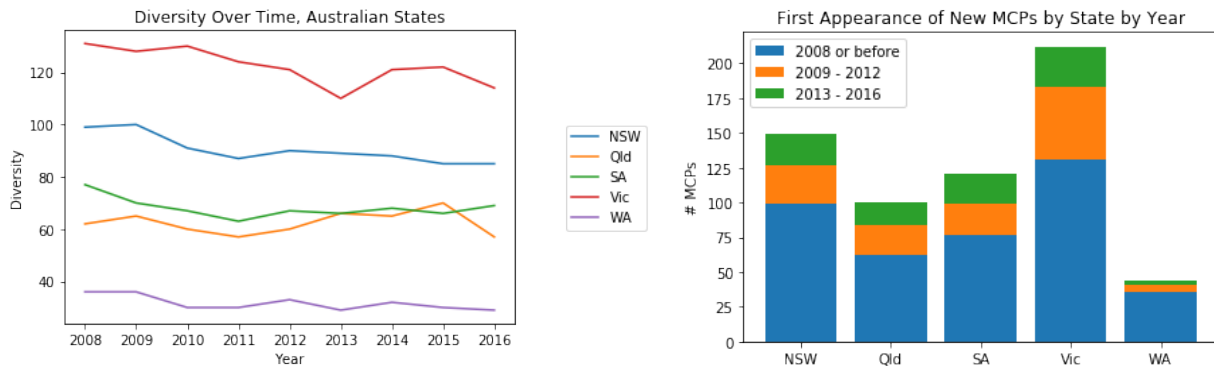 Diversity Over Time, Australian States
Diversity
120
100
80
60
40
2008 2009 2010 2011 2012 2013 2014 2015 2016
Year
NSW
Qld
SA
Vic
WA
First Appearance of New MCPs by State by Year
2008 or before
2009 - 2012
2013 - 2016
# MCPs
200
175
150
125
100
75
50
25
0
NSW Qld SA Vic WA